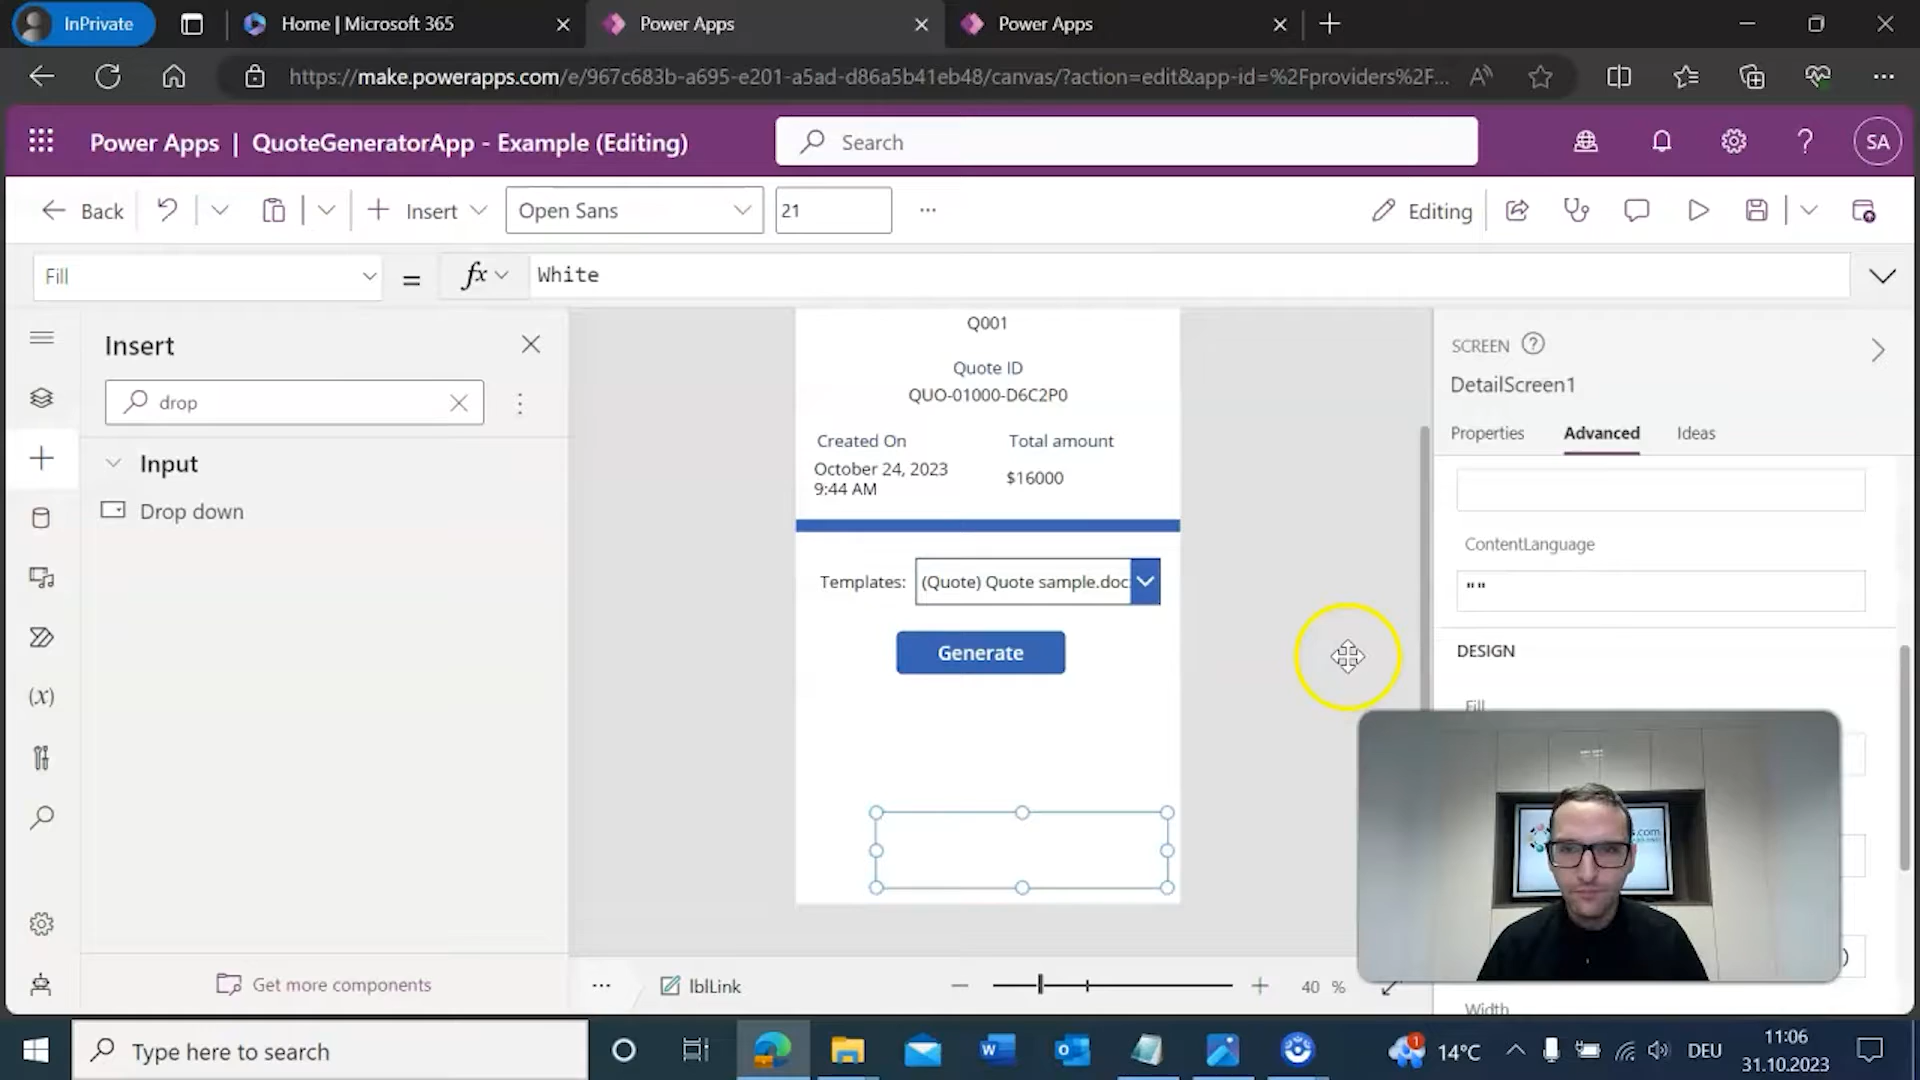 InPrivate
Home | Microsoft 365
Power Apps
Power Apps
https://make.powerapps.com/e/967c683b-a695-e201-a5ad-d86a5b41eb48/canvas/?action=edit&app-id=%2Fproviders%2F...
Power Apps | QuoteGeneratorApp - Example (Editing)
Search
SA
Back
Insert
Open Sans
21
Editing
Fill
=
fx
White
Insert
drop
Input
Drop down
Get more components
Q001
Quote ID
QUO-01000-D6C2P0
Created On
Total amount
October 24, 2023
9:44 AM
$16000
Templates:
(Quote) Quote sample.doc
Generate
lblLink
40 %
SCREEN
DetailScreen1
Properties
Advanced
Ideas
ContentLanguage
""
DESIGN
Fill
)
Width
Type here to search
1
14°C
DEU
11:06
31.10.2023